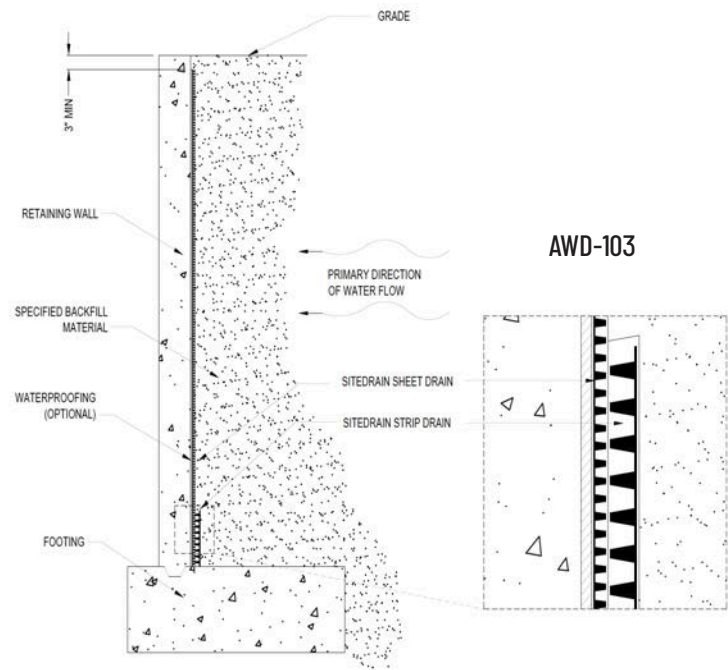 GRADE
3" MIN
RETAINING WALL
AWD-103
PRIMARY DIRECTION
OF WATER FLOW
SPECIFIED BACKFILL
MATERIAL
SITEDRAIN SHEET DRAIN
WATERPROOFING
(OPTIONAL)
SITEDRAIN STRIP DRAIN
FOOTING